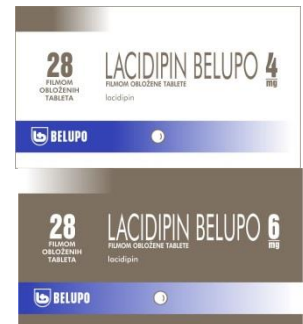 28
FILMOM
OBLOŽENIH
TABLETA
LACIDIPIN BELUPO 4 mg
FILMOM OBLOŽENE TABLETE
lacidipin
BELUPO
28
FILMOM
OBLOŽENIH
TABLETA
LACIDIPIN BELUPO 6 mg
FILMOM OBLOŽENE TABLETE
lacidipin
BELUPO